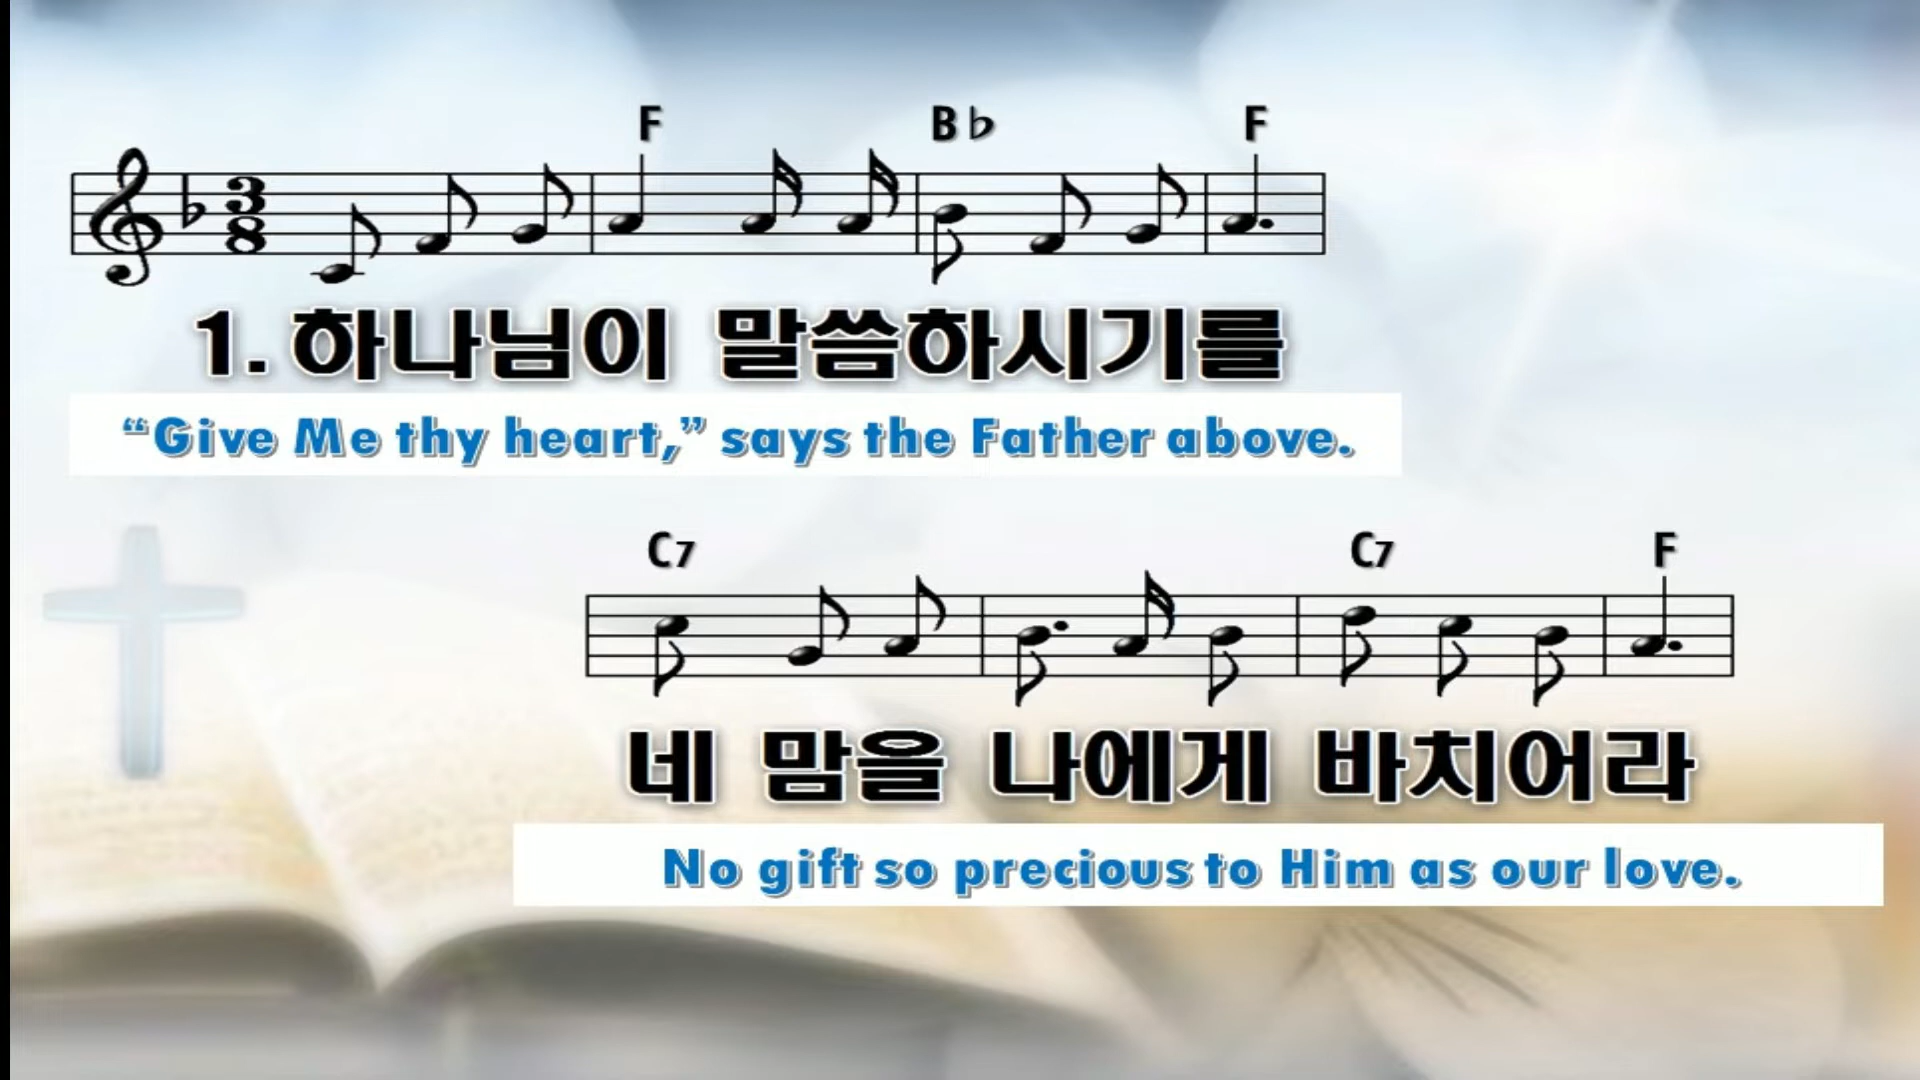 F B♭ F
3
8
1. 하나님이 말씀하시기를
“Give Me thy heart,” says the Father above.
C7 C7 F
네 맘을 나에게 바치어라
No gift so precious to Him as our love.